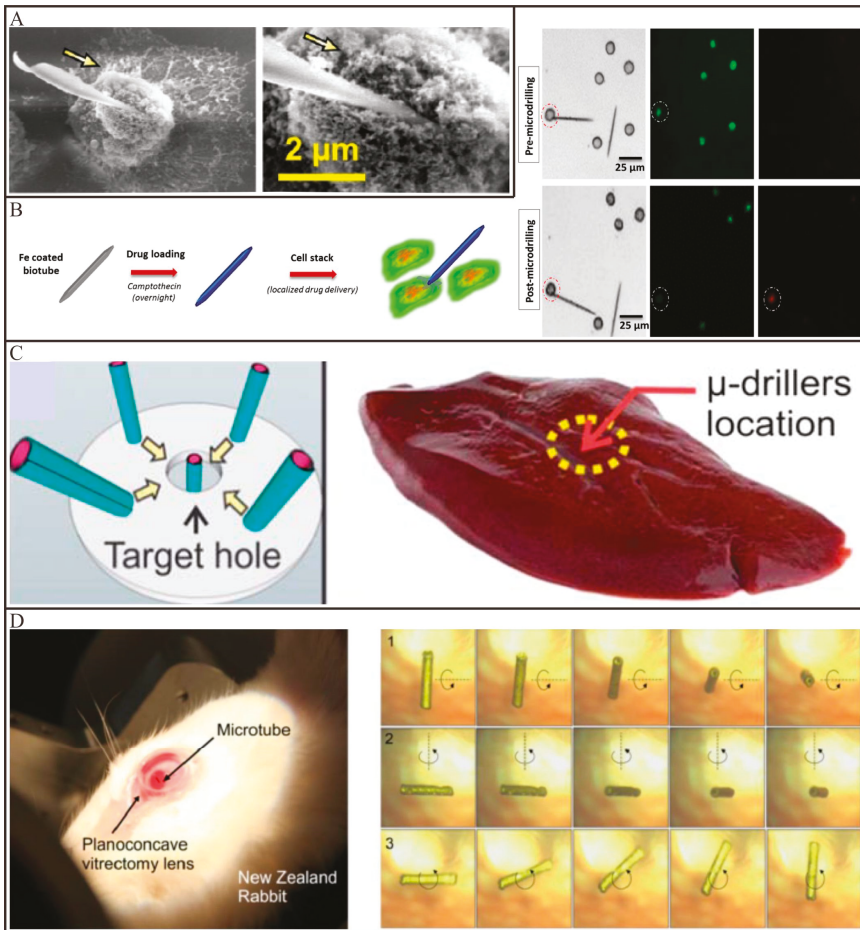 A
2 µm
Pre-microdrilling
25 µm
Post-microdrilling
25 µm
B
Fe coated
biotube
Drug loading
Camptothecin
(overnight)
Cell stack
(localized drug delivery)
C
Target hole
µ-drillers
location
D
Microtube
Planoconcave
vitrectomy lens
New Zealand
Rabbit
1
2
3